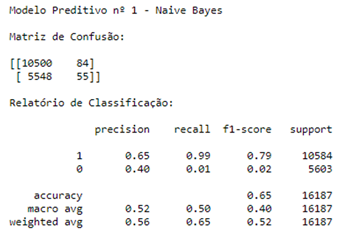 Modelo Preditivo nº 1 - Naive Bayes
Matriz de Confusão:
[[10500 84]
[ 5548 55]]
Relatório de Classificação:
precision recall f1-score support
1 0.65 0.99 0.79 10584
0 0.40 0.01 0.02 5603
accuracy 0.65 16187
macro avg 0.52 0.50 0.40 16187
weighted avg 0.56 0.65 0.52 16187